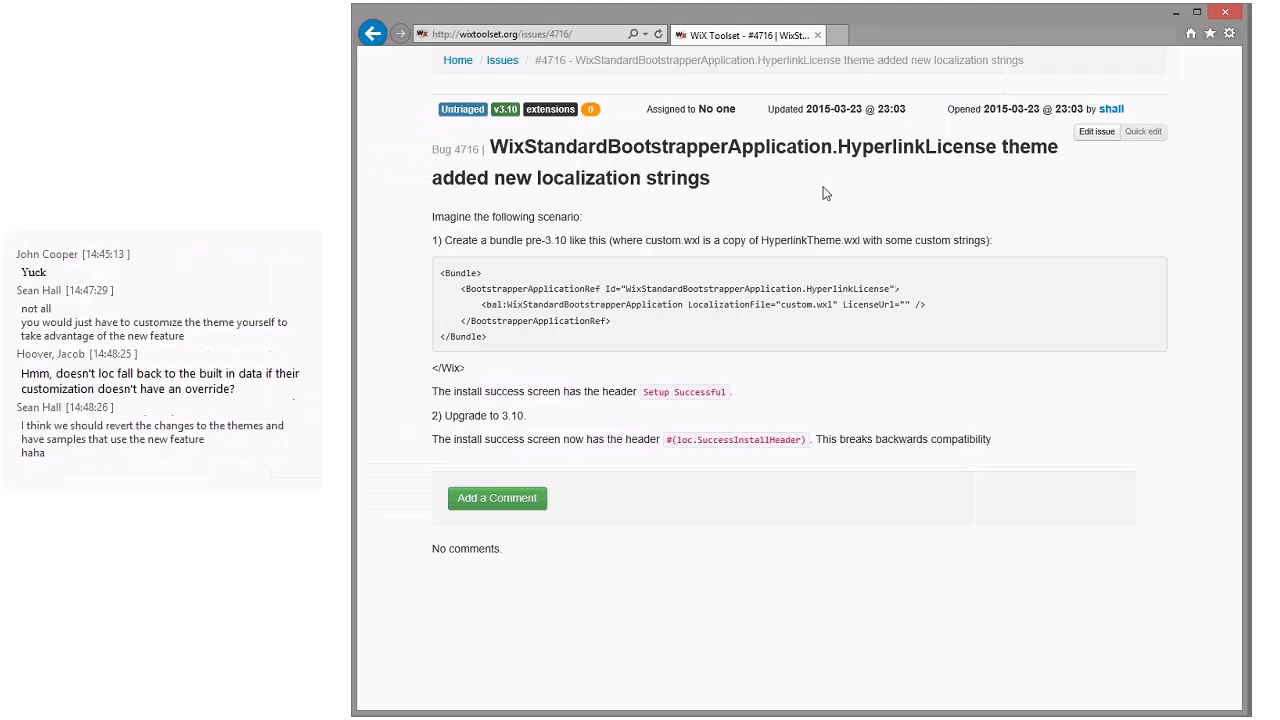 John Cooper [14:45:13 ]
Yuck
Sean Hall [14:47:29 ]
not all
you would just have to customize the theme yourself to
take advantage of the new feature
Hoover, Jacob [14:48:25 ]
Hmm, doesn't loc fall back to the built in data if their
customization doesn't have an override?
Sean Hall [14:48:26 ]
I think we should revert the changes to the themes and
have samples that use the new feature
haha
http://wixtoolset.org/issues/4716/
WiX Toolset - #4716 | WixSt...
Home / Issues / #4716 - WixStandardBootstrapperApplication.HyperlinkLicense theme added new localization strings
Untriaged v3.10 extensions 0 Assigned to No one Updated 2015-03-23 @ 23:03 Opened 2015-03-23 @ 23:03 by shall
Edit issue Quick edit
Bug 4716 | WixStandardBootstrapperApplication.HyperlinkLicense theme
added new localization strings
Imagine the following scenario:
1) Create a bundle pre-3.10 like this (where custom.wxl is a copy of HyperlinkTheme.wxl with some custom strings):
<Bundle>
<BootstrapperApplicationRef Id="WixStandardBootstrapperApplication.HyperlinkLicense">
<bal:WixStandardBootstrapperApplication LocalizationFile="custom.wxl" LicenseUrl="" />
</BootstrapperApplicationRef>
</Bundle>
</Wix>
The install success screen has the header Setup Successful.
2) Upgrade to 3.10.
The install success screen now has the header #(loc.SuccessInstallHeader). This breaks backwards compatibility
Add a Comment
No comments.